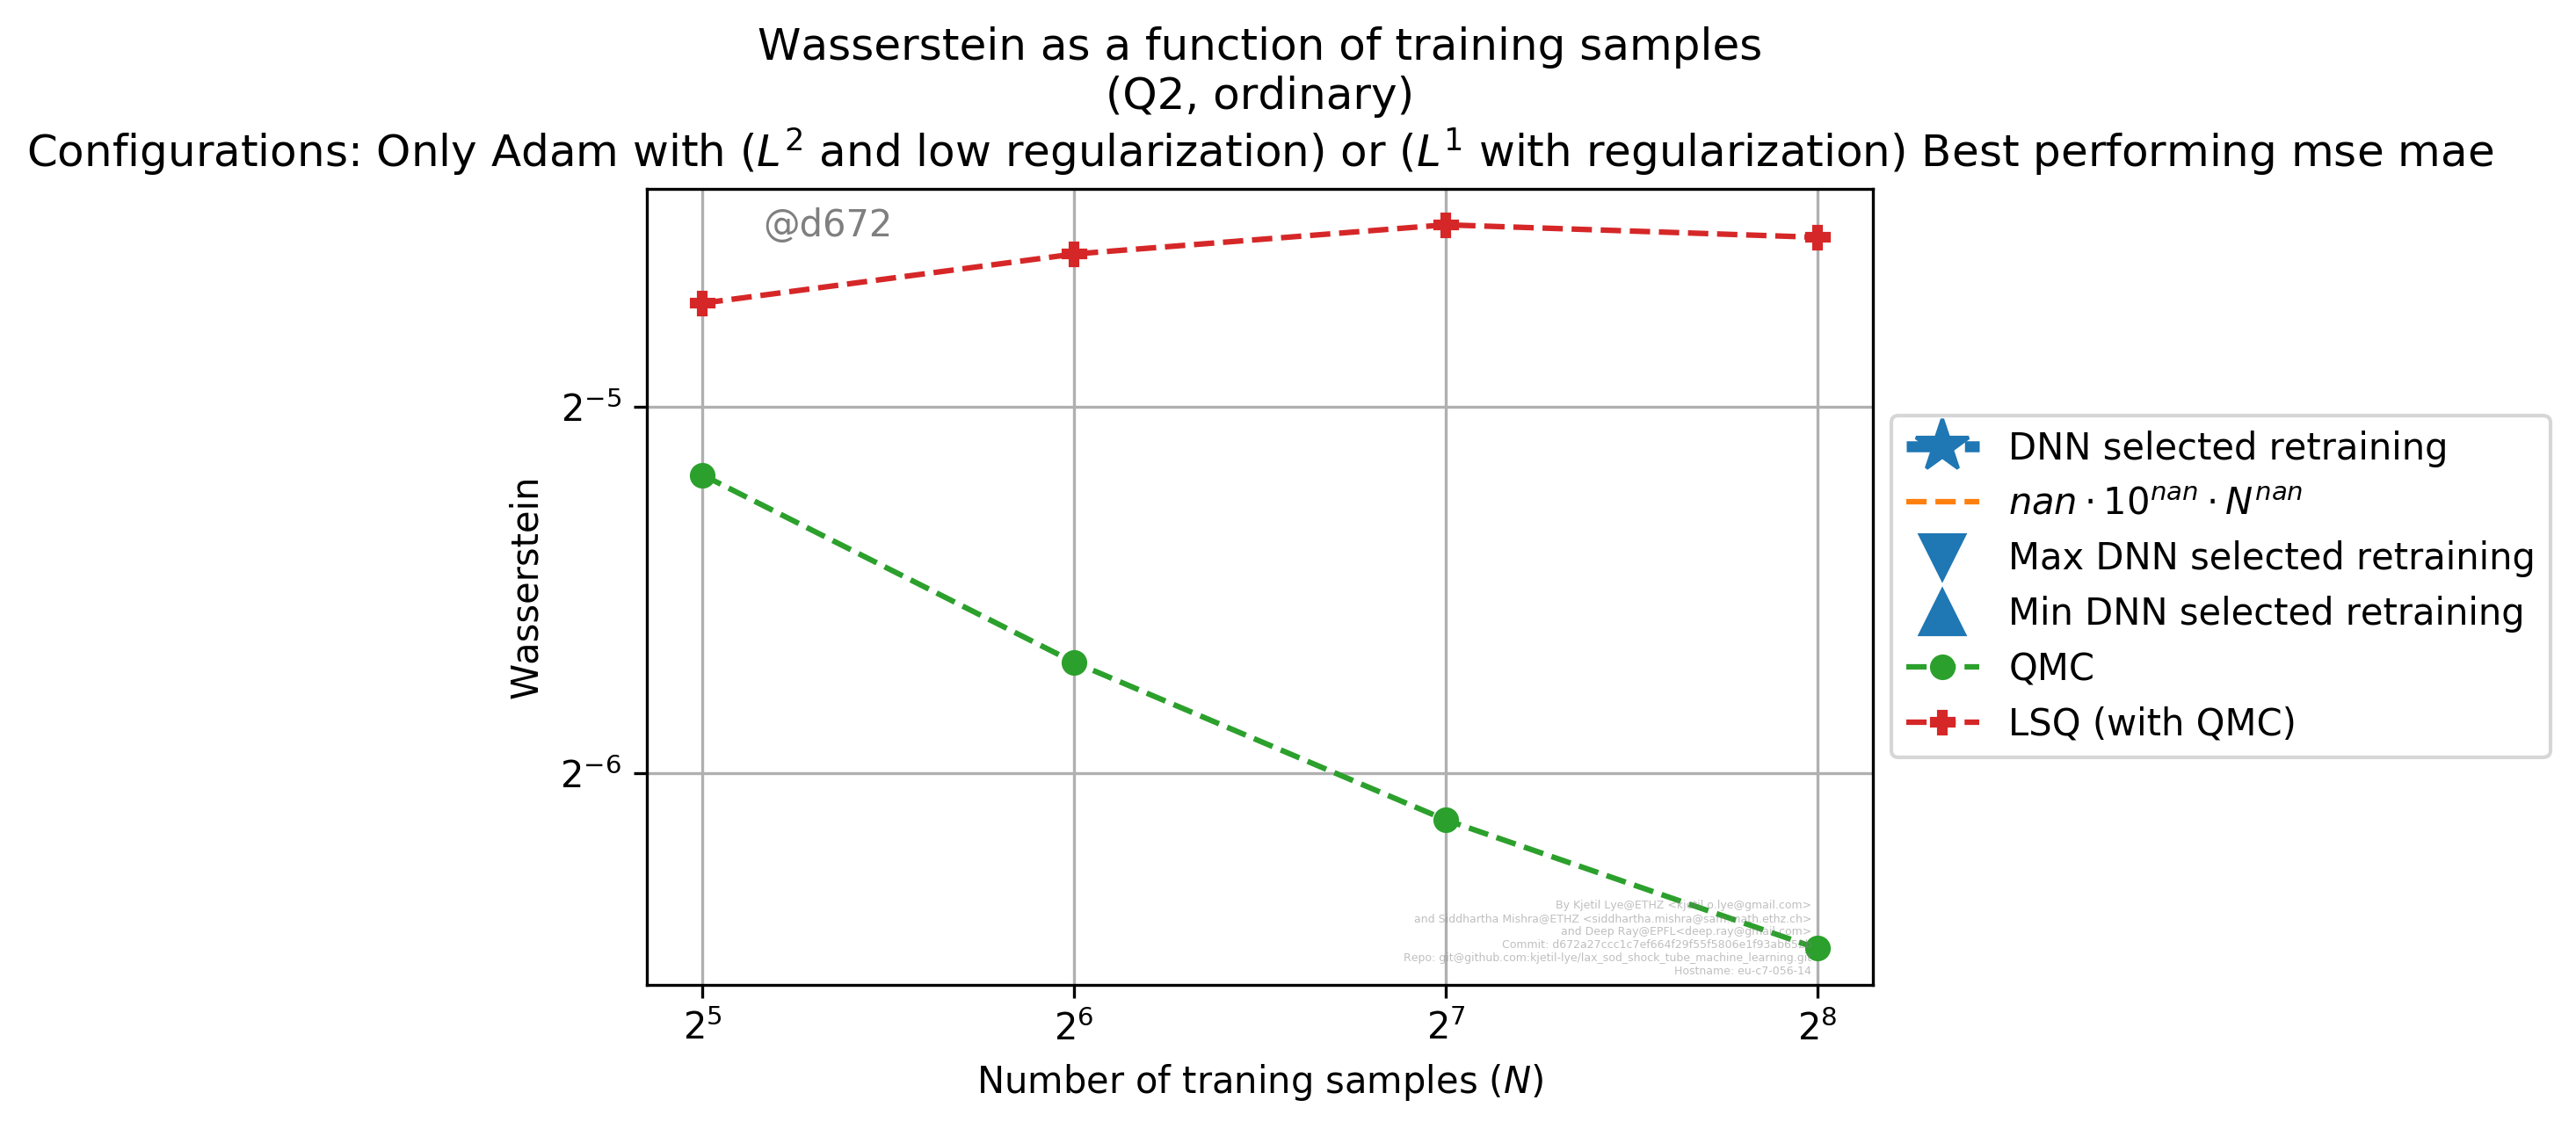 Wasserstein as a function of training samples
(Q2, ordinary)
Configurations: Only Adam with (L² and low regularization) or (L¹ with regularization) Best performing mse mae
@d672
2⁻⁵
2⁻⁶
Wasserstein
DNN selected retraining
nan · 10ⁿᵃⁿ · Nⁿᵃⁿ
Max DNN selected retraining
Min DNN selected retraining
QMC
LSQ (with QMC)
By Kjetil Lye@ETHZ <kjetil.o.lye@gmail.com>
and Siddhartha Mishra@ETHZ <siddhartha.mishra@sam.math.ethz.ch>
and Deep Ray@EPFL<deep.ray@gmail.com>
Commit:
Repo: git@github.com:kjetil-lye/lax_sod_shock_tube_machine_learning.git
Hostname: eu-c7-056-14
2⁵
2⁶
2⁷
2⁸
Number of traning samples (N)